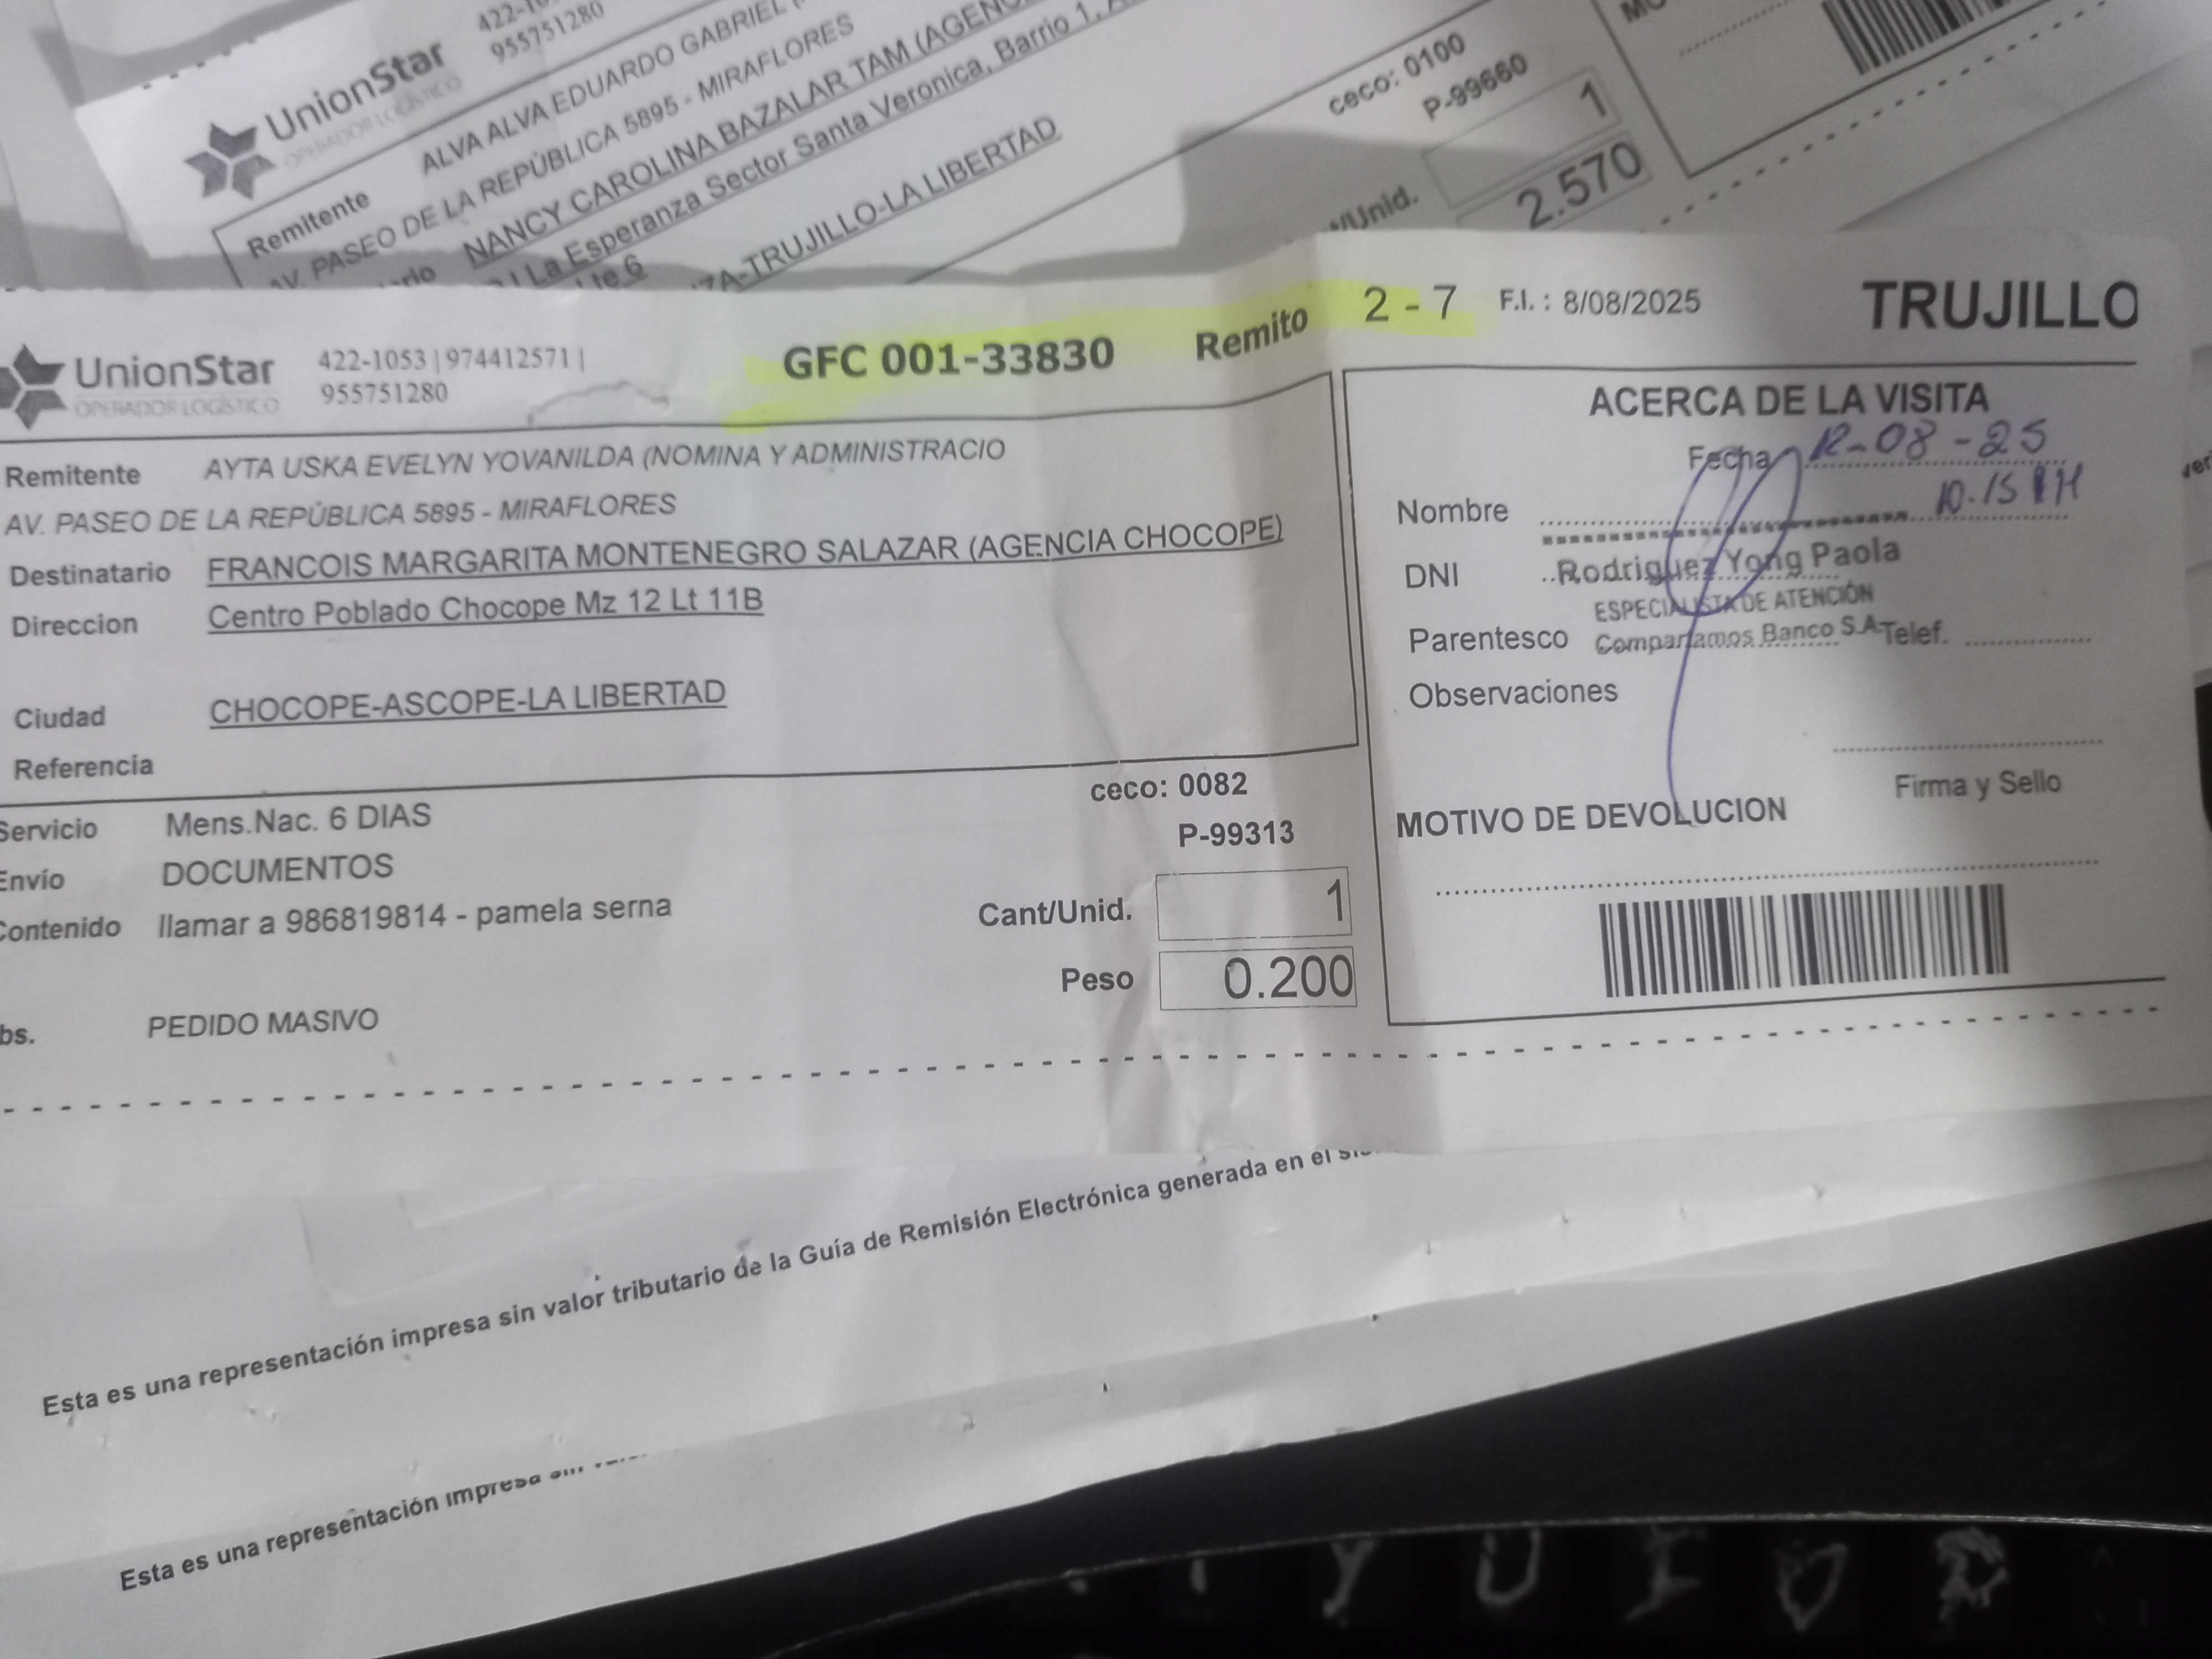 UnionStar
OPERADOR LOGÍSTICO
955751280
Remitente ALVA ALVA EDUARDO GABRIEL
AV. PASEO DE LA REPÚBLICA 5895 - MIRAFLORES
NANCY CAROLINA BAZALAR TAM
La Esperanza Sector Santa Veronica, Barrio 1,
TRUJILLO-LA LIBERTAD
ceco: 0100
P-99660
1
2.570
UnionStar
OPERADOR LOGÍSTICO
422-1053 | 974412571 |
955751280
GFC 001-33830 Remito 2 - 7 F.I. : 8/08/2025 TRUJILLO
Remitente AYTA USKA EVELYN YOVANILDA (NOMINA Y ADMINISTRACIO
AV. PASEO DE LA REPÚBLICA 5895 - MIRAFLORES
Destinatario FRANCOIS MARGARITA MONTENEGRO SALAZAR (AGENCIA CHOCOPE)
Direccion Centro Poblado Chocope Mz 12 Lt 11B
Ciudad CHOCOPE-ASCOPE-LA LIBERTAD
Referencia
Servicio Mens.Nac. 6 DIAS
Envío DOCUMENTOS
Contenido llamar a 986819814 - pamela serna
PEDIDO MASIVO
ceco: 0082
P-99313
Cant/Unid. 1
Peso 0.200
ACERCA DE LA VISITA
Fecha 12-08-25
Nombre 10.15
DNI Rodriguez Yong Paola
ESPECIALISTA DE ATENCIÓN
Parentesco Compartamos Banco S.A. Telef.
Observaciones
Firma y Sello
MOTIVO DE DEVOLUCION
Esta es una representación impresa sin valor tributario de la Guía de Remisión Electrónica generada en el
Esta es una representación impresa